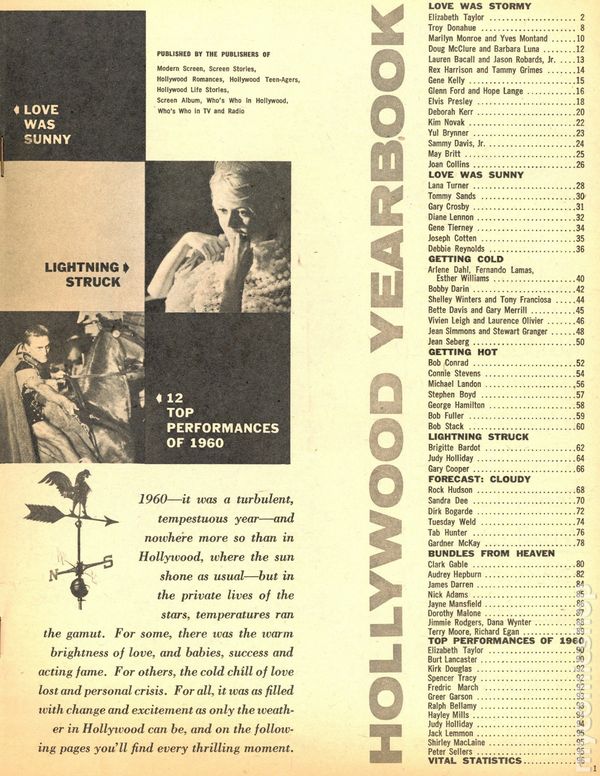 LOVE
WAS
SUNNY
PUBLISHED BY THE PUBLISHERS OF
Modern Screen, Screen Stories,
Hollywood Romances, Hollywood Teen-Agers,
Hollywood Life Stories,
Screen Album, Who's Who In Hollywood,
Who's Who in TV and Radio
LIGHTNING
STRUCK
12
TOP
PERFORMANCES
OF 1960
N S
1960—it was a turbulent,
tempestuous year—and
nowhere more so than in
Hollywood, where the sun
shone as usual—but in
the private lives of the
stars, temperatures ran
the gamut. For some, there was the warm
brightness of love, and babies, success and
acting fame. For others, the cold chill of love
lost and personal crisis. For all, it was as filled
with change and excitement as only the weath-
er in Hollywood can be, and on the follow-
ing pages you'll find every thrilling moment.
HOLLYWOOD YEARBOOK
LOVE WAS STORMY
Elizabeth Taylor 2
Troy Donahue 8
Marilyn Monroe and Yves Montand 10
Doug McClure and Barbara Luna 12
Lauren Bacall and Jason Robards, Jr. 13
Rex Harrison and Tammy Grimes 14
Gene Kelly 15
Glenn Ford and Hope Lange 16
Elvis Presley 18
Deborah Kerr 20
Kim Novak 22
Yul Brynner 23
Sammy Davis, Jr. 24
May Britt 25
Joan Collins 26
LOVE WAS SUNNY
Lana Turner 28
Tommy Sands 30
Gary Crosby 31
Diane Lennon 32
Gene Tierney 34
Joseph Cotten 35
Debbie Reynolds 36
GETTING COLD
Arlene Dahl, Fernando Lamas,
Esther Williams 40
Bobby Darin 42
Shelley Winters and Tony Franciosa 44
Bette Davis and Gary Merrill 45
Vivien Leigh and Laurence Olivier 46
Jean Simmons and Stewart Granger 48
Jean Seberg 50
GETTING HOT
Bob Conrad 52
Connie Stevens 54
Michael Landon 56
Stephen Boyd 57
George Hamilton 58
Bob Fuller 59
Bob Stack 60
LIGHTNING STRUCK
Brigitte Bardot 62
Judy Holliday 64
Gary Cooper 66
FORECAST: CLOUDY
Rock Hudson 68
Sandra Dee 70
Dirk Bogarde 72
Tuesday Weld 74
Tab Hunter 76
Gardner McKay 78
BUNDLES FROM HEAVEN
Clark Gable 80
Audrey Hepburn 82
James Darren 84
Nick Adams 85
Jayne Mansfield 86
Dorothy Malone 87
Jimmie Rodgers, Dana Wynter 88
Terry Moore, Richard Egan 89
TOP PERFORMANCES OF 1960
Elizabeth Taylor 90
Burt Lancaster 90
Kirk Douglas 92
Spencer Tracy 92
Fredric March 92
Greer Garson 93
Ralph Bellamy 93
Hayley Mills 94
Judy Holliday 94
Jack Lemmon 95
Shirley MacLaine 95
Peter Sellers 95
VITAL STATISTICS 96
1